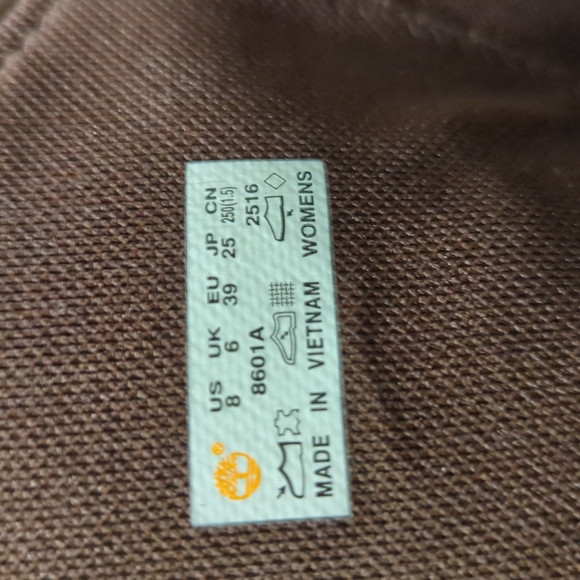 US UK EU JP CN
8 6 39 25 250(1.5)
8601A 2516
MADE IN VIETNAM WOMENS